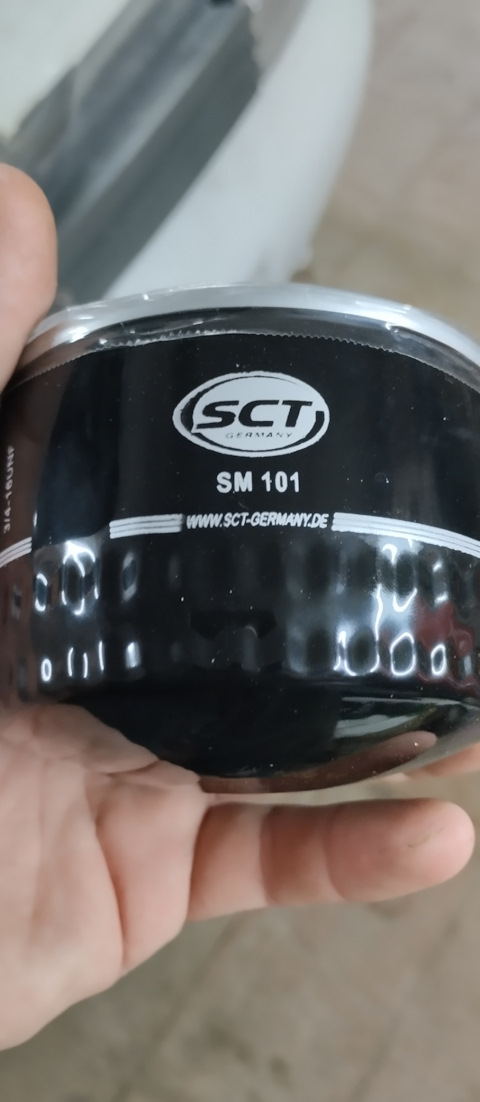 SCT
GERMANY
SM 101
WWW.SCT-GERMANY.DE
3/4-16UNF